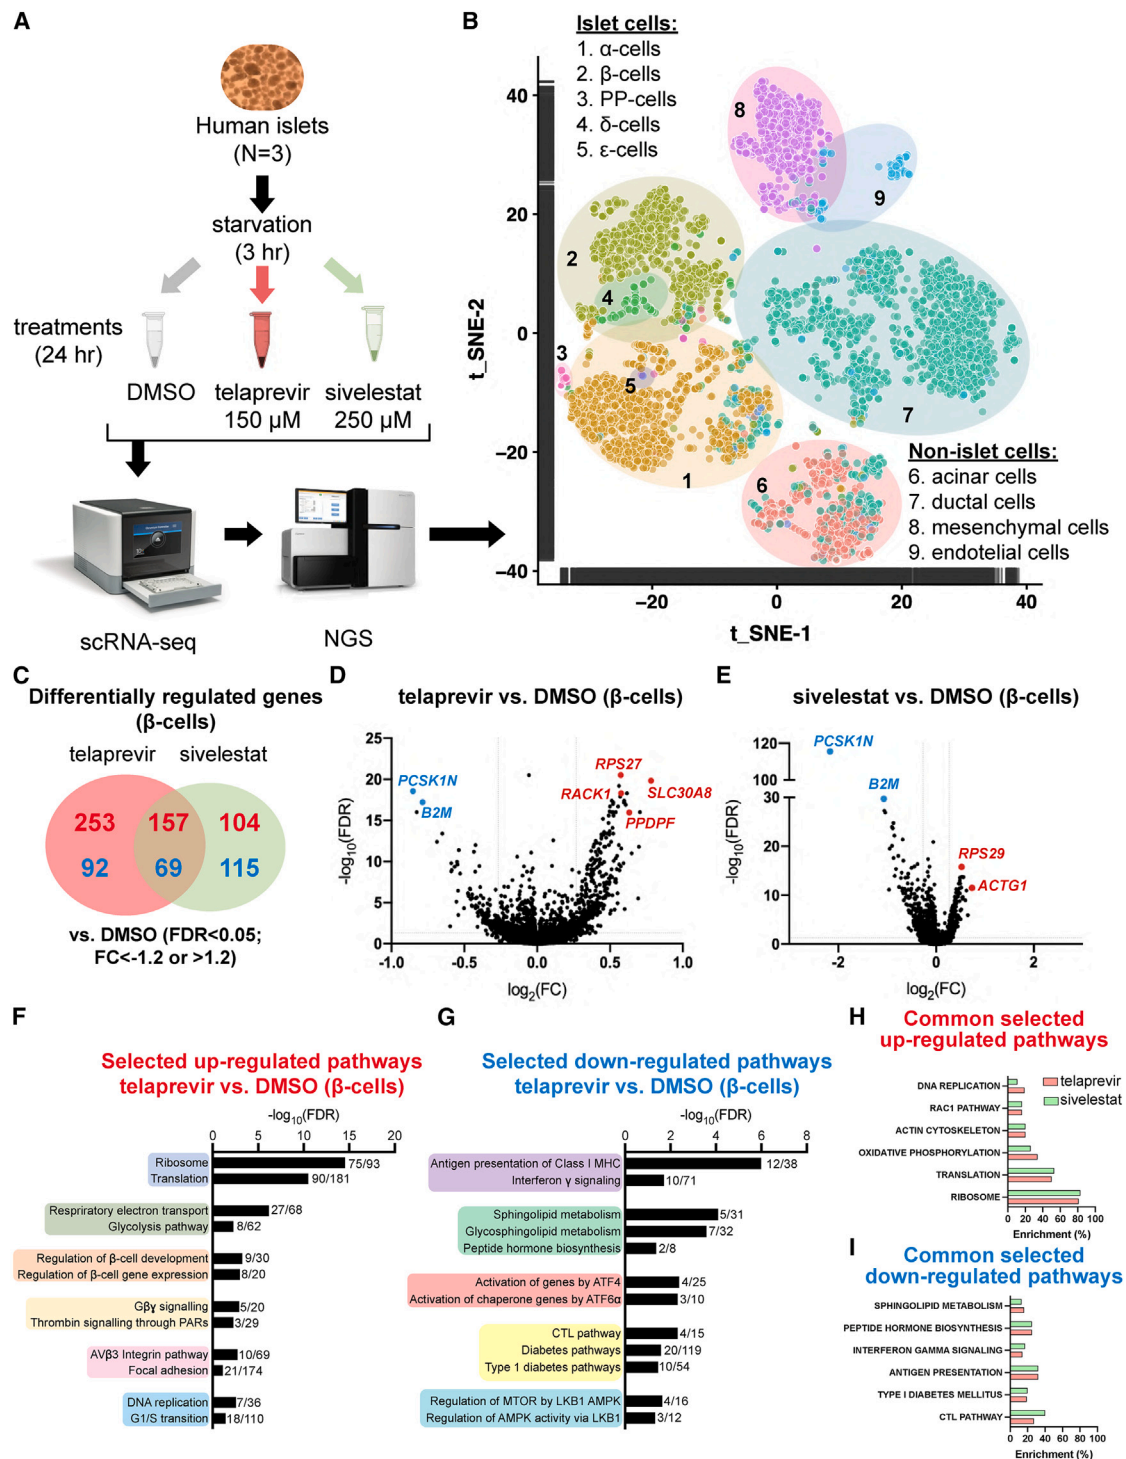 A
Human islets
(N=3)
starvation
(3 hr)
treatments
(24 hr)
DMSO
telaprevir
150 µM
sivelestat
250 µM
scRNA-seq
NGS
B
Islet cells:
1. α-cells
2. β-cells
3. PP-cells
4. δ-cells
5. ε-cells
t_SNE-2
40
20
0
−20
−40
8
9
2
4
3
5
7
1
6
Non-islet cells:
6. acinar cells
7. ductal cells
8. mesenchymal cells
9. endotelial cells
−20
0
20
40
t_SNE-1
C
Differentially regulated genes
(β-cells)
telaprevir
sivelestat
253
157
104
92
69
115
vs. DMSO (FDR<0.05;
FC<-1.2 or >1.2)
D
telaprevir vs. DMSO (β-cells)
-log10(FDR)
25
20
15
10
5
0
PCSK1N
B2M
RPS27
RACK1
SLC30A8
PPDPF
-1.0
-0.5
0.0
0.5
1.0
log2(FC)
E
sivelestat vs. DMSO (β-cells)
-log10(FDR)
120
100
30
20
10
0
PCSK1N
B2M
RPS29
ACTG1
-2
0
2
log2(FC)
F
Selected up-regulated pathways
telaprevir vs. DMSO (β-cells)
-log10(FDR)
0 5 10 15 20
Ribosome 75/93
Translation 90/181
Respriratory electron transport 27/68
Glycolysis pathway 8/62
Regulation of β-cell development 9/30
Regulation of β-cell gene expression 8/20
Gβγ signalling 5/20
Thrombin signalling through PARs 3/29
AVβ3 Integrin pathway 10/69
Focal adhesion 21/174
DNA replication 7/36
G1/S transition 18/110
G
Selected down-regulated pathways
telaprevir vs. DMSO (β-cells)
-log10(FDR)
0 2 4 6 8
Antigen presentation of Class I MHC 12/38
Interferon γ signaling 10/71
Sphingolipid metabolism 5/31
Glycosphingolipid metabolism 7/32
Peptide hormone biosynthesis 2/8
Activation of genes by ATF4 4/25
Activation of chaperone genes by ATF6α 3/10
CTL pathway 4/15
Diabetes pathways 20/119
Type 1 diabetes pathways 10/54
Regulation of MTOR by LKB1 AMPK 4/16
Regulation of AMPK activity via LKB1 3/12
H
Common selected
up-regulated pathways
DNA REPLICATION
RAC1 PATHWAY
ACTIN CYTOSKELETON
OXIDATIVE PHOSPHORYLATION
TRANSLATION
RIBOSOME
telaprevir
sivelestat
0 20 40 60 80 100
Enrichment (%)
I
Common selected
down-regulated pathways
SPHINGOLIPID METABOLISM
PEPTIDE HORMONE BIOSYNTHESIS
INTERFERON GAMMA SIGNALING
ANTIGEN PRESENTATION
TYPE I DIABETES MELLITUS
CTL PATHWAY
0 20 40 60 80 100
Enrichment (%)